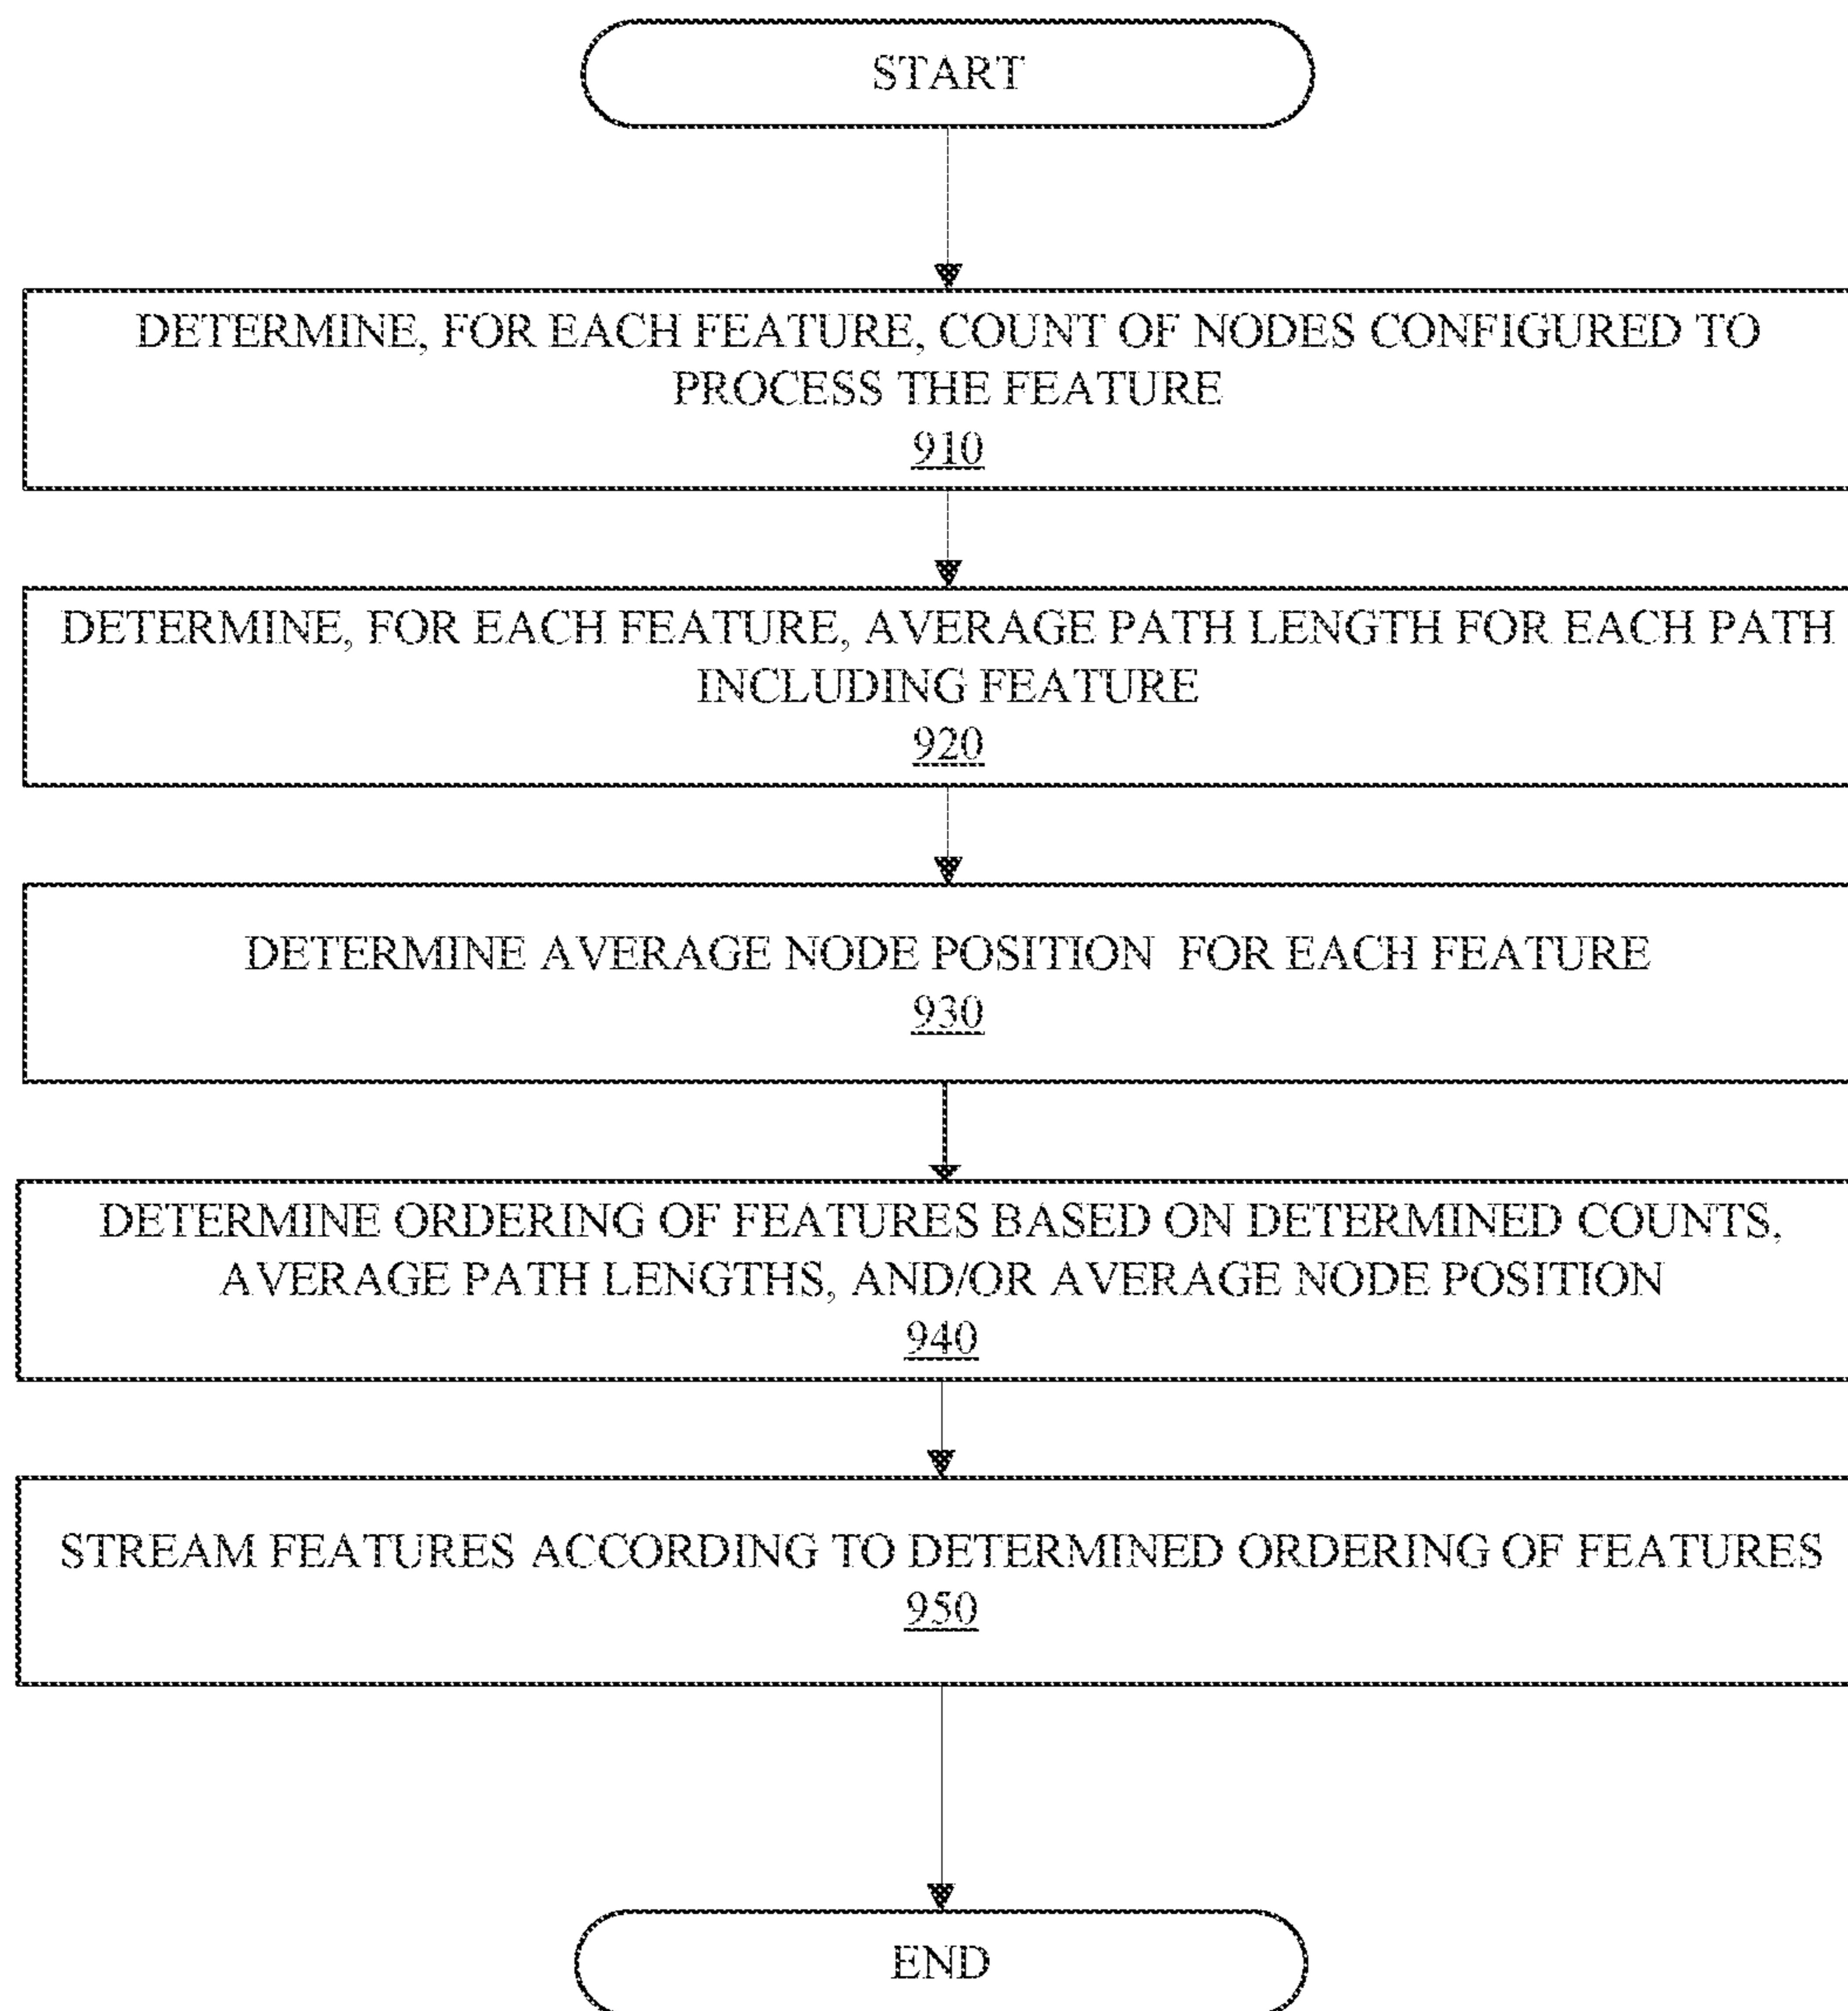 START
DETERMINE, FOR EACH FEATURE, COUNT OF NODES CONFIGURED TO
PROCESS THE FEATURE
910
DETERMINE, FOR EACH FEATURE, AVERAGE PATH LENGTH FOR EACH PATH
INCLUDING FEATURE
920
DETERMINE AVERAGE NODE POSITION FOR EACH FEATURE
930
DETERMINE ORDERING OF FEATURES BASED ON DETERMINED COUNTS,
AVERAGE PATH LENGTHS, AND/OR AVERAGE NODE POSITION
940
STREAM FEATURES ACCORDING TO DETERMINED ORDERING OF FEATURES
950
END